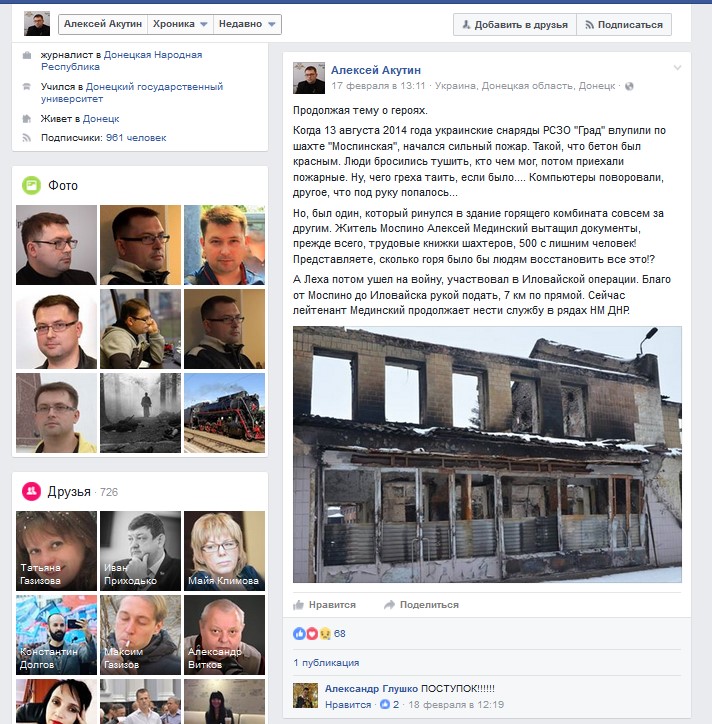 Алексей Акутин
Хроника
Недавно
Добавить в друзья
Подписаться
журналист в Донецкая Народная
Республика
Учился в Донецкий государственный
университет
Живет в Донецк
Подписчики: 961 человек
Фото
Друзья · 726
Татьяна
Газизова
Иван
Приходько
Майя Климова
Константин
Долгов
Максим
Газизов
Александр
Витков
Алексей Акутин
17 февраля в 13:11 · Украина, Донецкая область, Донецк ·
Продолжая тему о героях.
Когда 13 августа 2014 года украинские снаряды РСЗО "Град" влупили по
шахте "Моспинская", начался сильный пожар. Такой, что бетон был
красным. Люди бросились тушить, кто чем мог, потом приехали
пожарные. Ну, чего греха таить, если было.... Компьютеры поворовали,
другое, что под руку попалось...
Но, был один, который ринулся в здание горящего комбината совсем за
другим. Житель Моспино Алексей Мединский вытащил документы,
прежде всего, трудовые книжки шахтеров, 500 с лишним человек!
Представляете, сколько горя было бы людям восстановить все это!?
А Леха потом ушел на войну, участвовал в Иловайской операции. Благо
от Моспино до Иловайска рукой подать, 7 км по прямой. Сейчас
лейтенант Мединский продолжает нести службу в рядах НМ ДНР.
Нравится
Поделиться
68
1 публикация
Александр Глушко ПОСТУПОК!!!!!!
Нравится · 2 · 18 февраля в 12:19